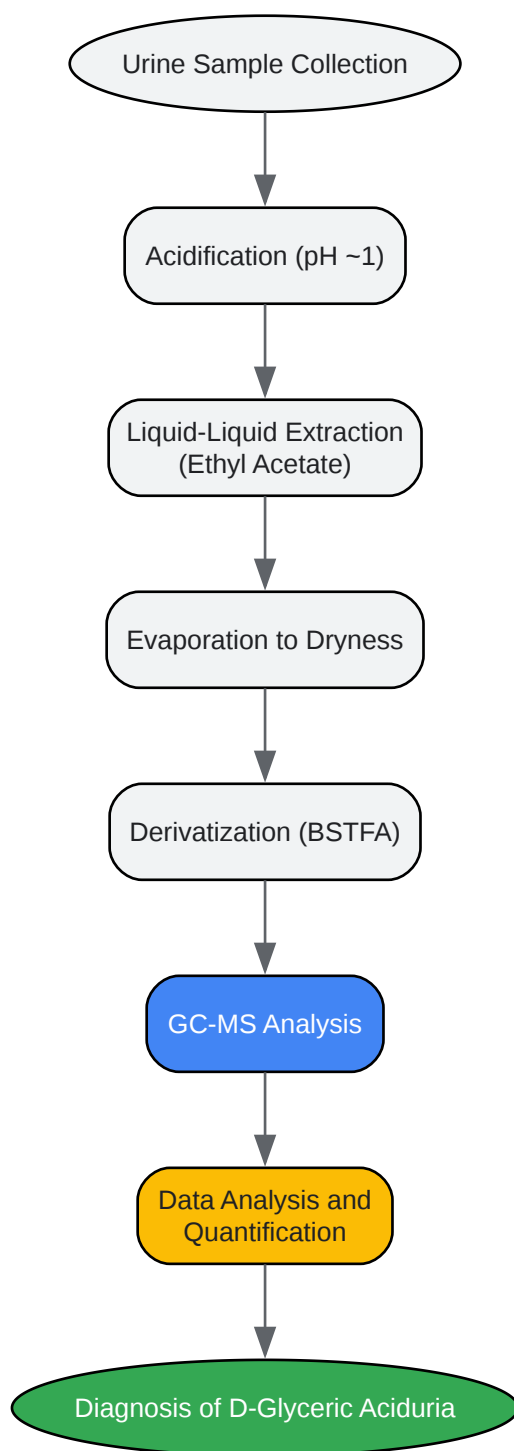 Urine Sample Collection
Acidification (pH ~1)
Liquid-Liquid Extraction
(Ethyl Acetate)
Evaporation to Dryness
Derivatization (BSTFA)
GC-MS Analysis
Data Analysis and
Quantification
Diagnosis of D-Glyceric Aciduria